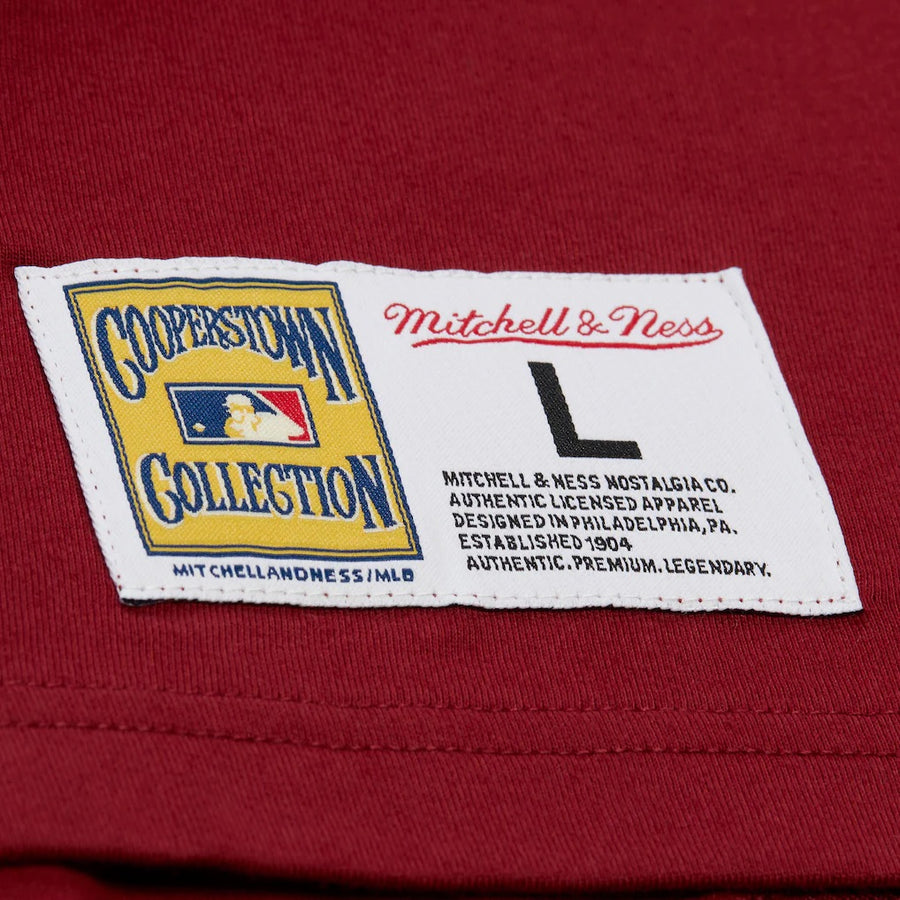 COOPERSTOWN
COLLECTION
MITCHELLANDNESS/MLB
Mitchell & Ness
L
MITCHELL & NESS NOSTALGIA CO.
AUTHENTIC LICENSED APPAREL
DESIGNED IN PHILADELPHIA, PA.
ESTABLISHED 1904
AUTHENTIC. PREMIUM. LEGENDARY.